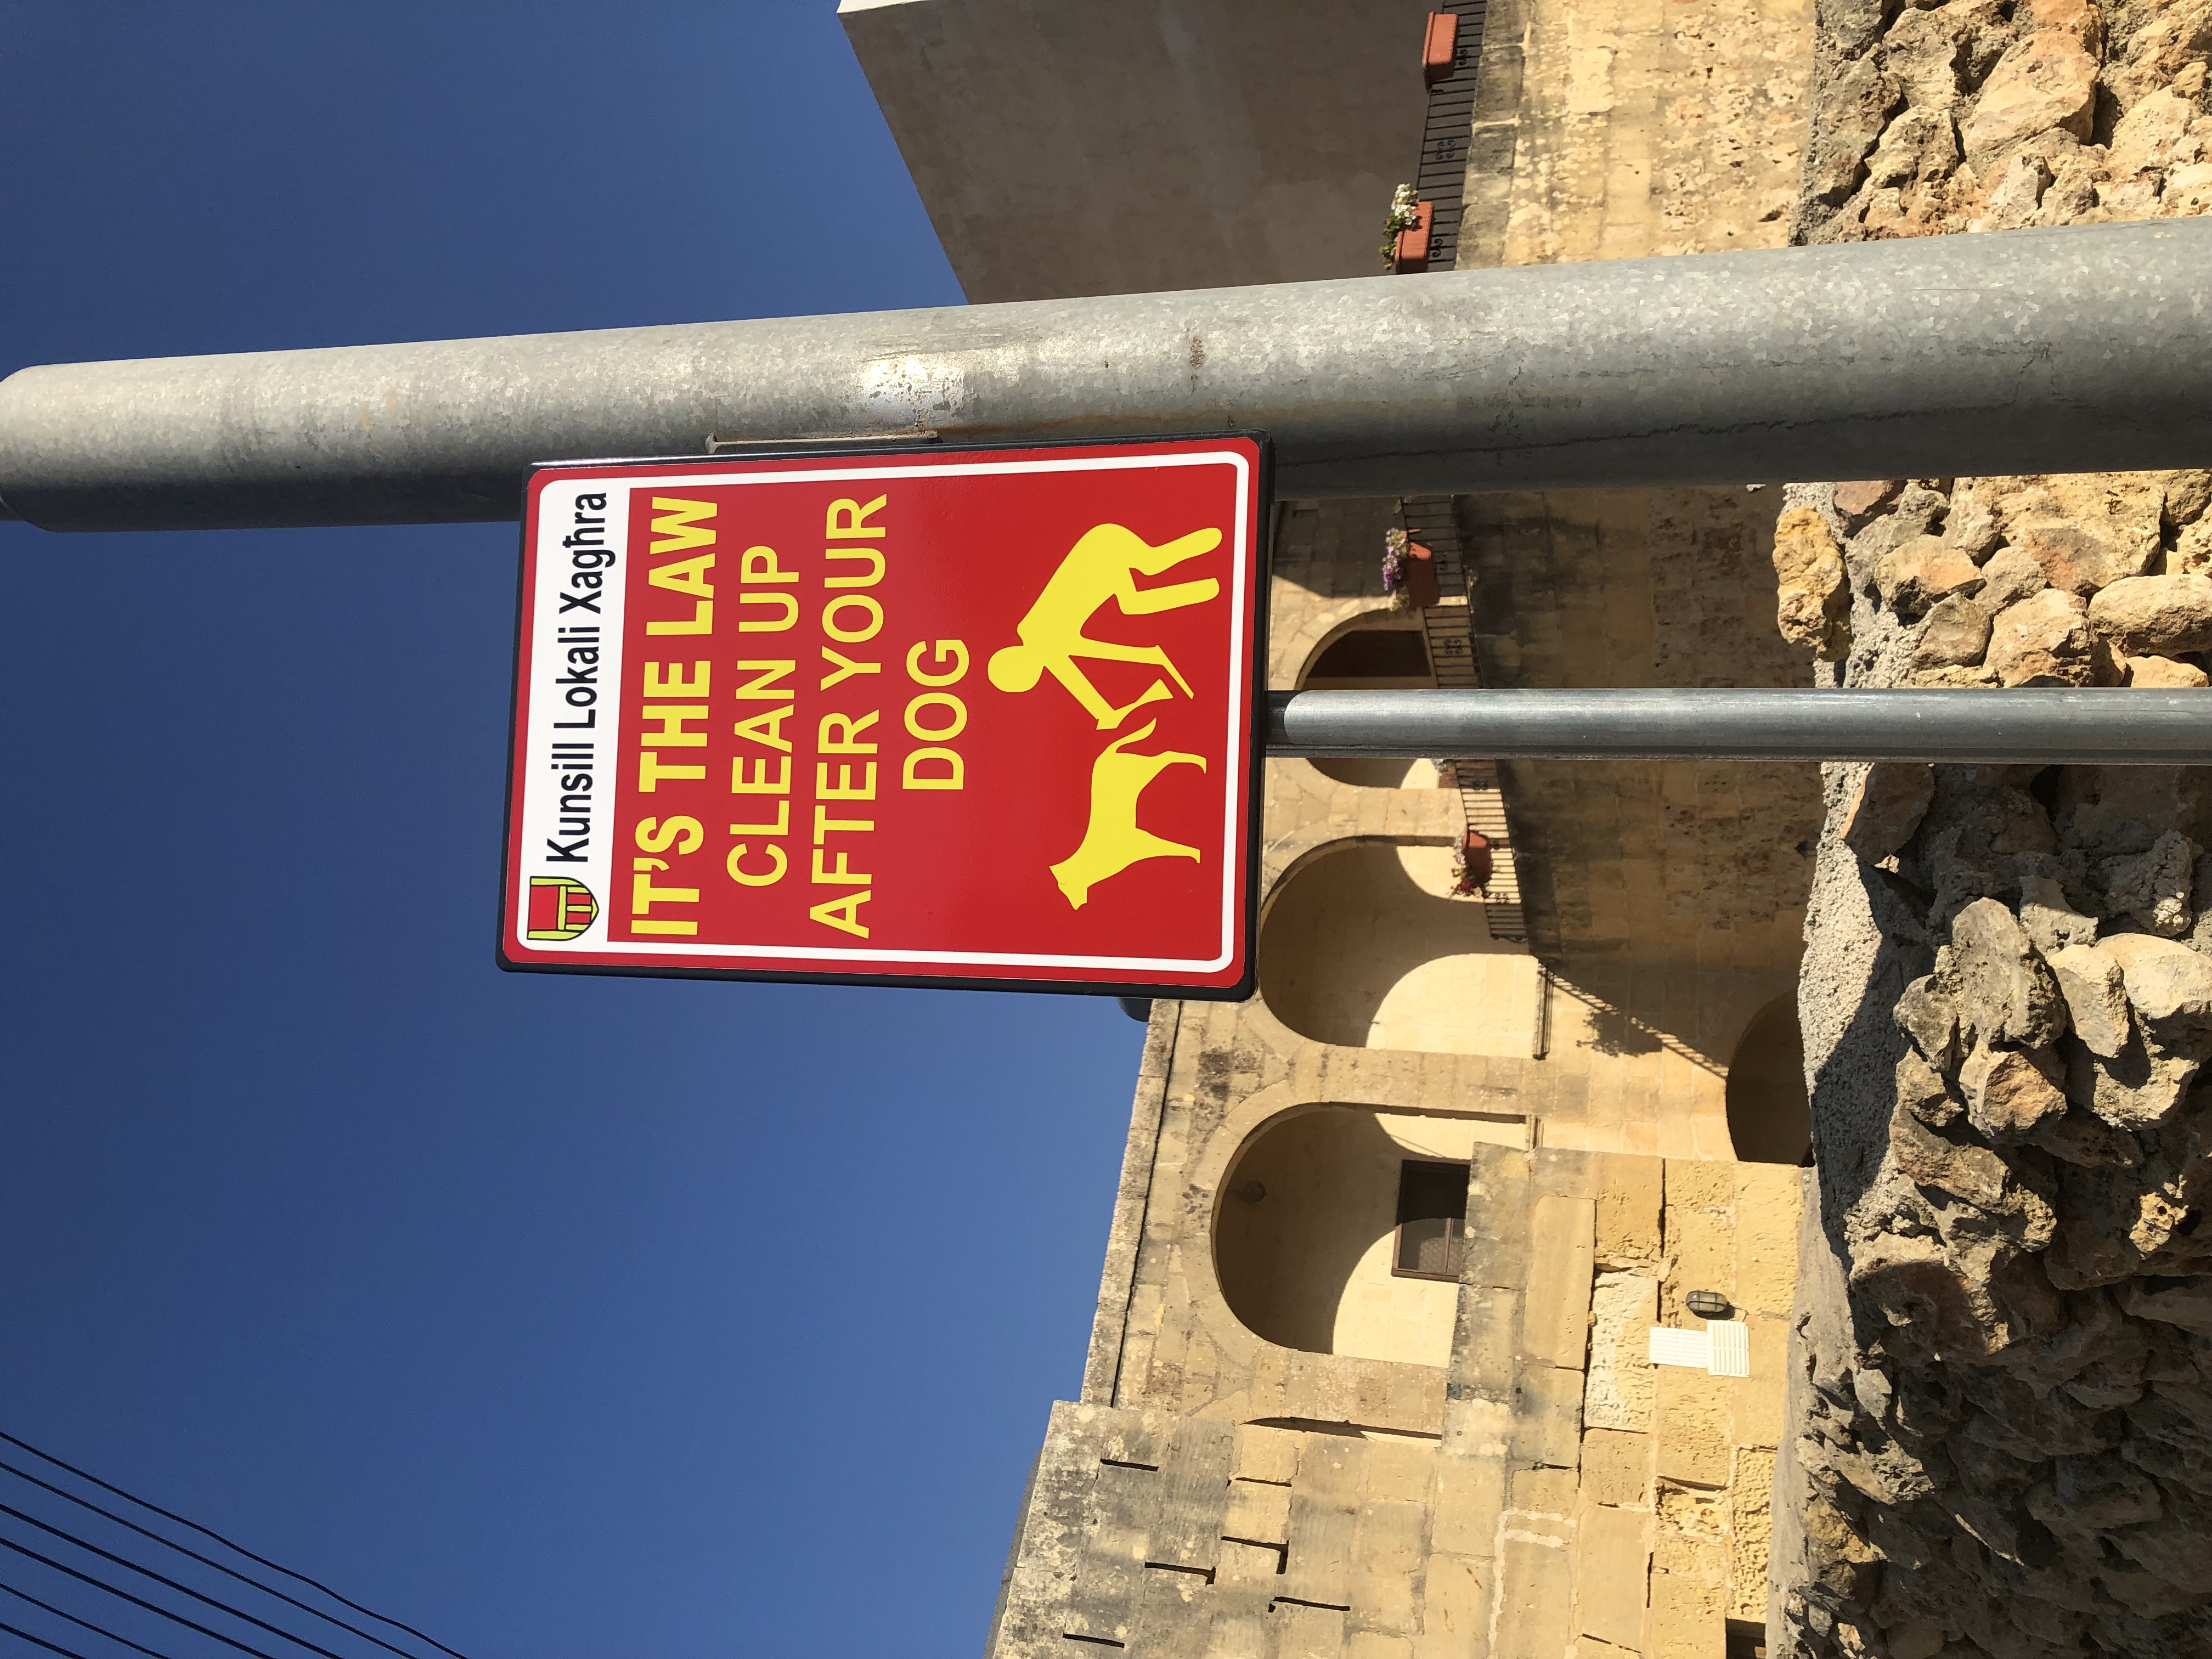 Kunsill Lokali Xagħra
IT'S THE LAW
CLEAN UP
AFTER YOUR
DOG